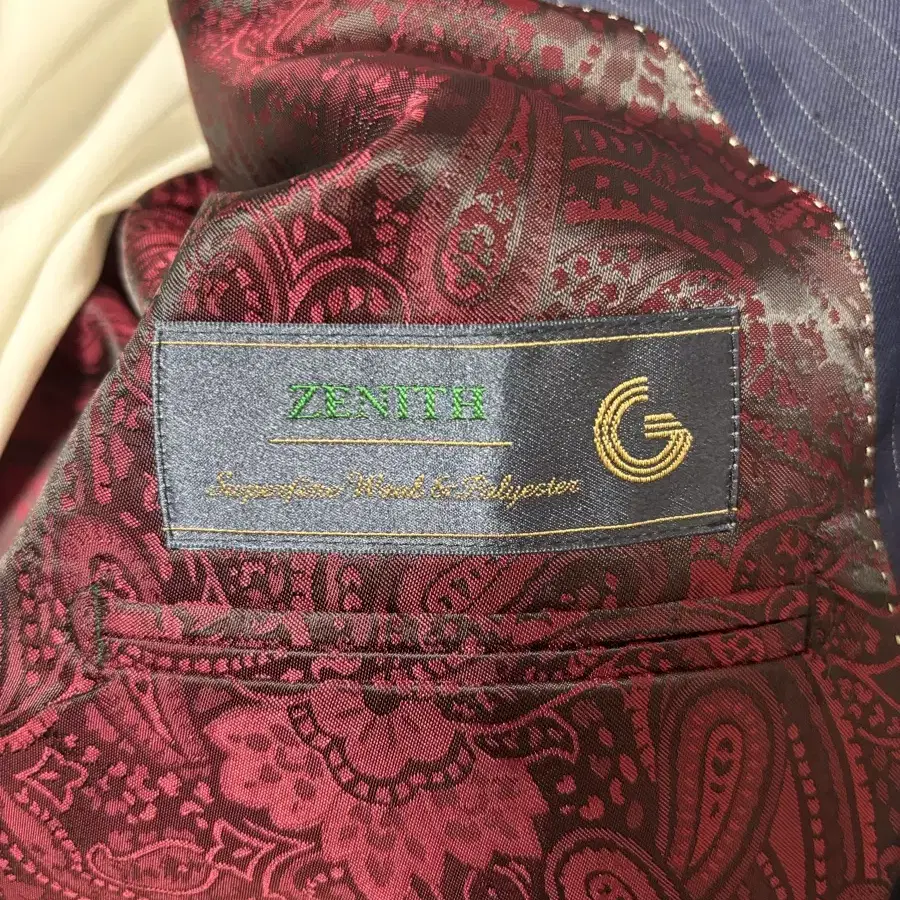 ZENITH
G
Superfine Wool & Polyester